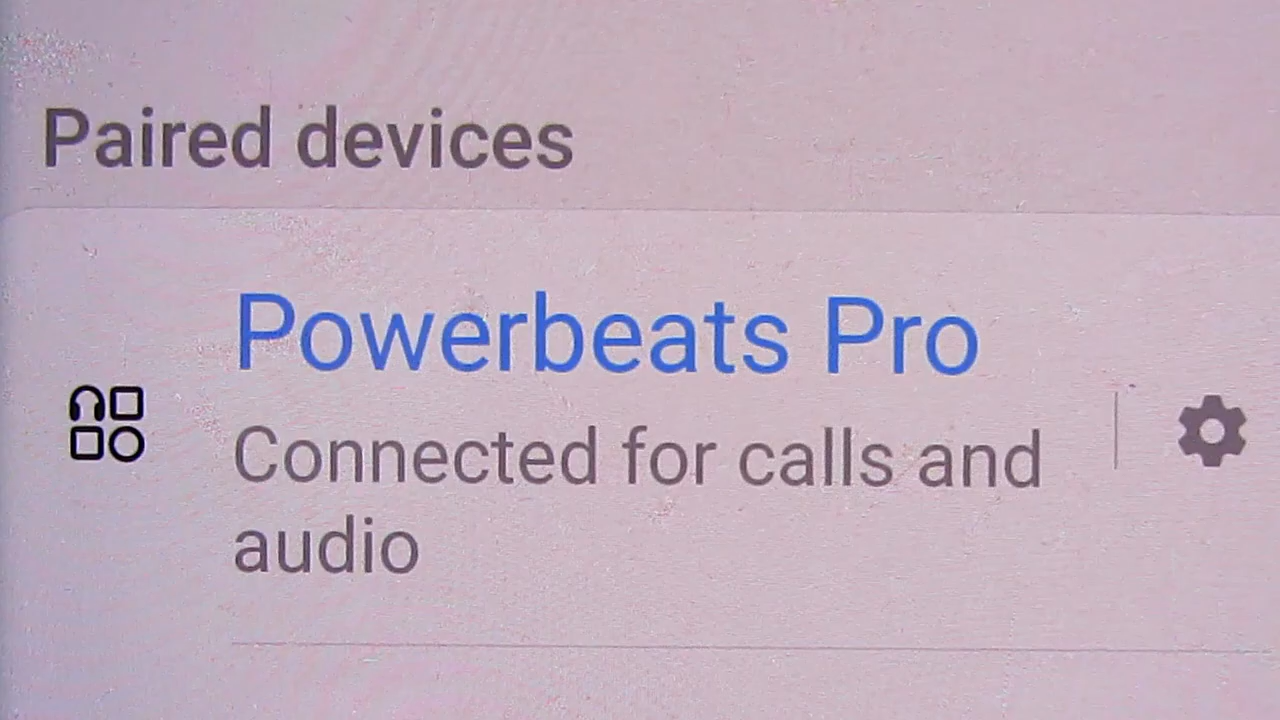 Paired devices
Powerbeats Pro
Connected for calls and
audio